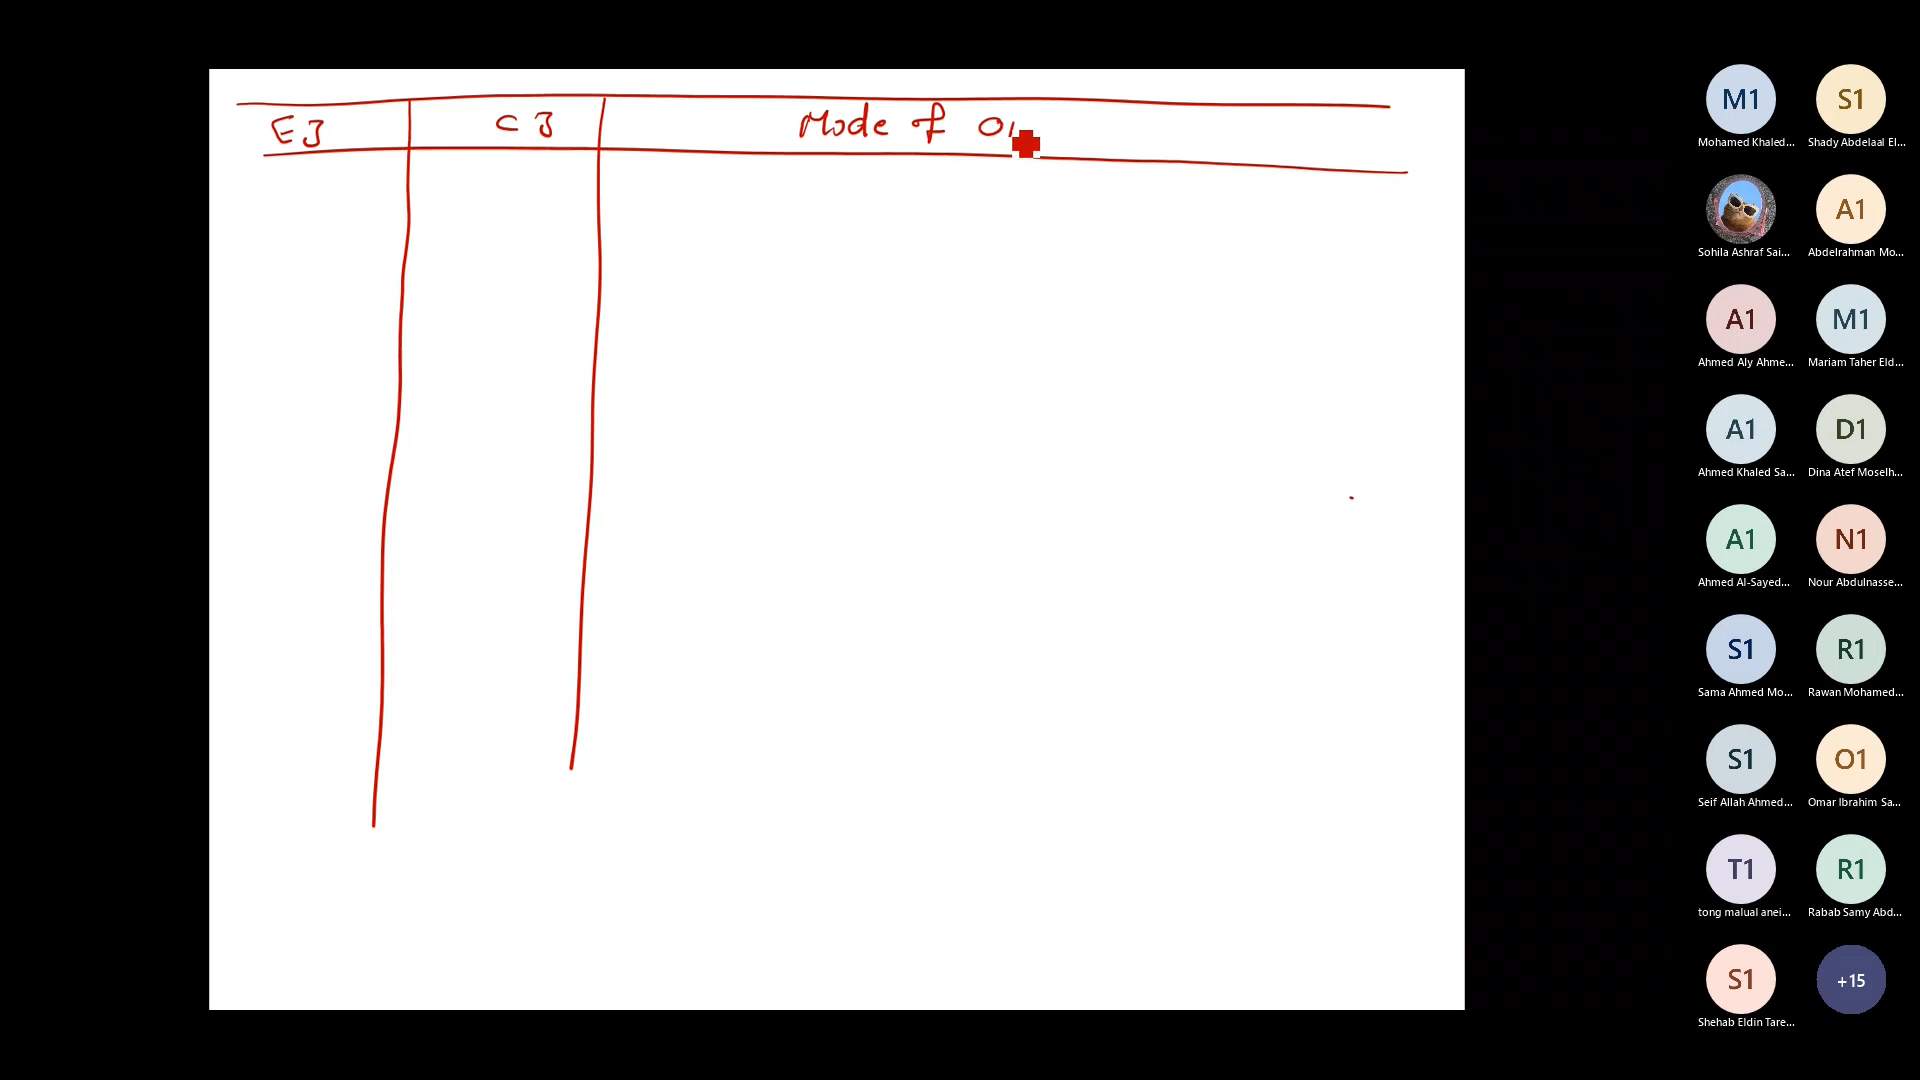 EJ CJ Mode of
M1 S1
Mohamed Khaled... Shady Abdelaal El...
A1
Sohila Ashraf Sai... Abdelrahman Mo...
A1 M1
Ahmed Aly Ahme... Mariam Taher Eld...
A1 D1
Ahmed Khaled Sa... Dina Atef Moselh...
A1 N1
Ahmed Al-Sayed... Nour Abdulnasse...
S1 R1
Sama Ahmed Mo... Rawan Mohamed...
S1 O1
Seif Allah Ahmed... Omar Ibrahim Sa...
T1 R1
tong malual anei... Rabab Samy Abd...
S1 +15
Shehab Eldin Tare...